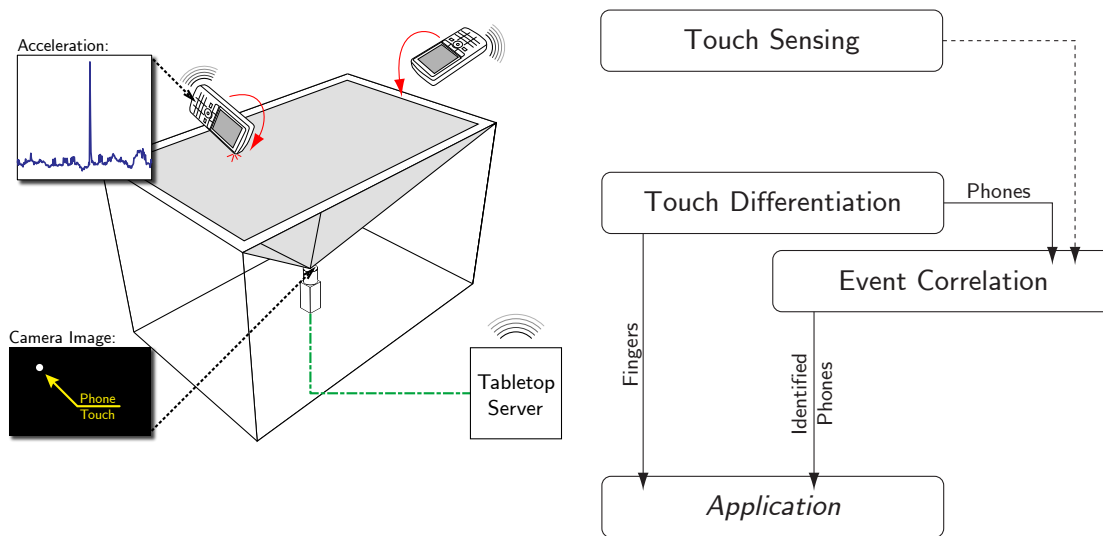 Acceleration:
Camera Image:
Phone
Touch
Tabletop
Server
Touch Sensing
Touch Differentiation
Phones
Event Correlation
Fingers
Identified
Phones
Application